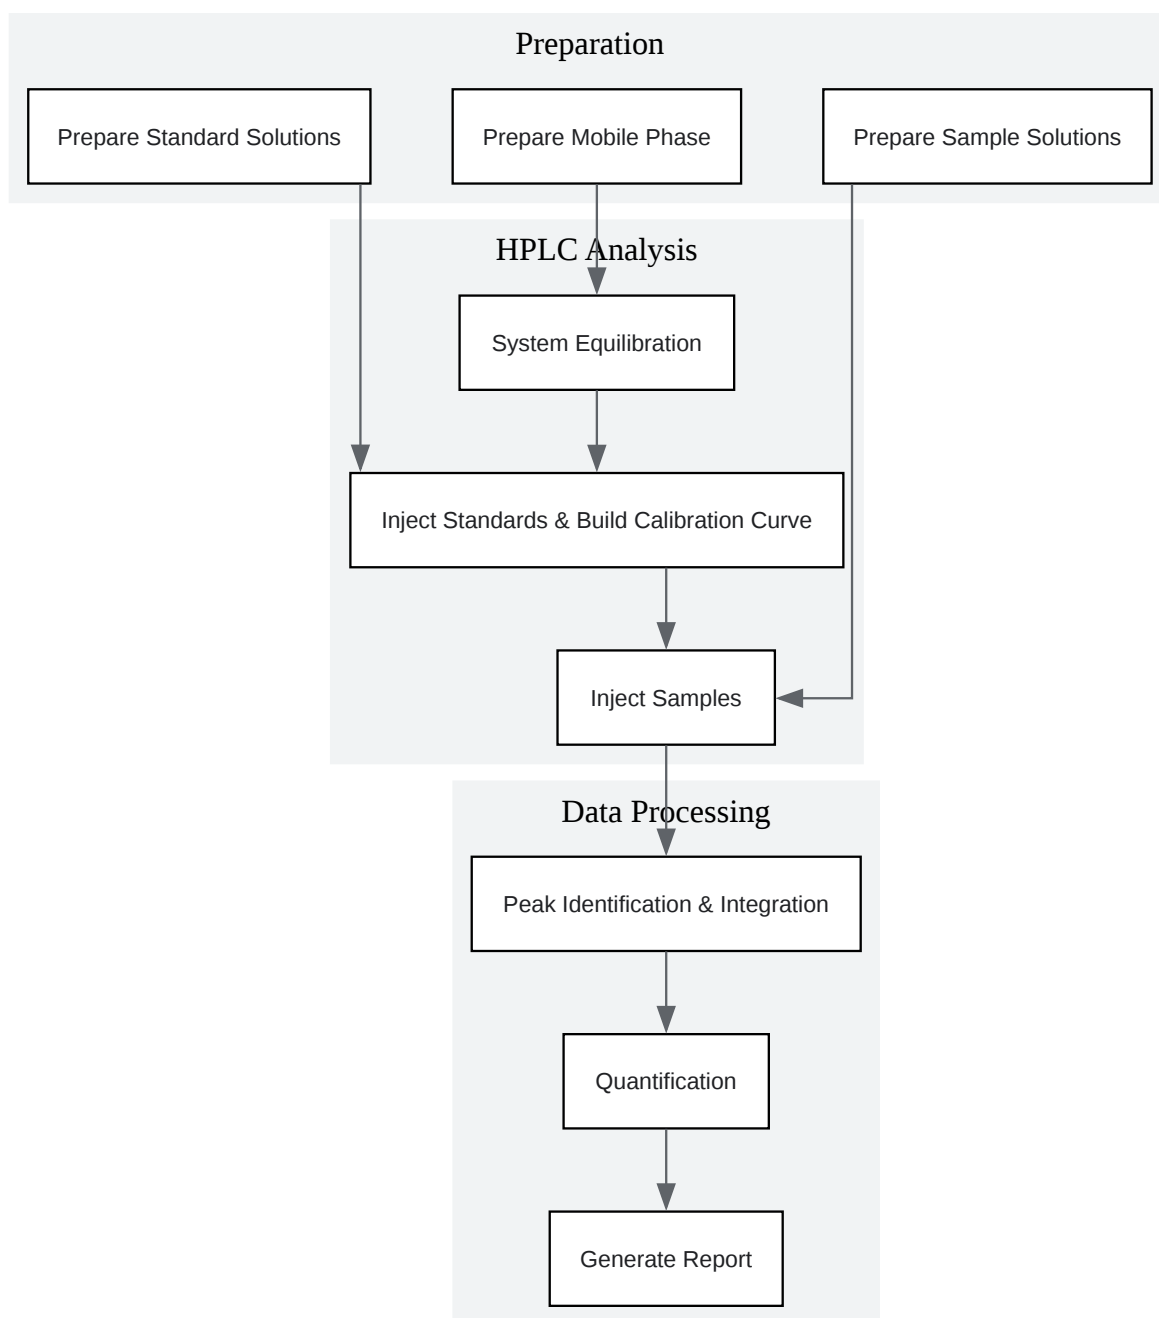 Preparation
Prepare Standard Solutions
Prepare Mobile Phase
Prepare Sample Solutions
HPLC Analysis
System Equilibration
Inject Standards & Build Calibration Curve
Inject Samples
Data Processing
Peak Identification & Integration
Quantification
Generate Report